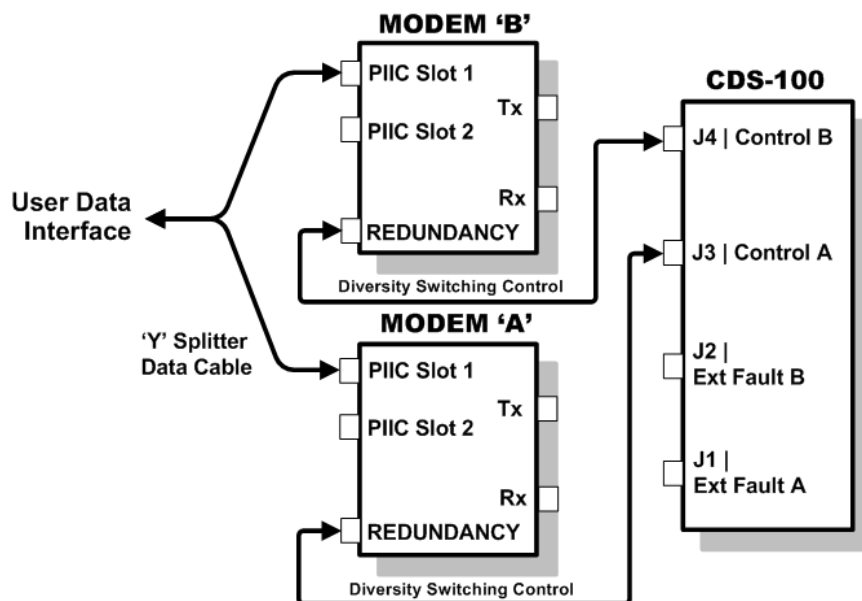 MODEM ‘B’
PIIC Slot 1
Tx
PIIC Slot 2
Rx
REDUNDANCY
Diversity Switching Control
User Data
Interface
‘Y’ Splitter
Data Cable
MODEM ‘A’
PIIC Slot 1
Tx
PIIC Slot 2
Rx
REDUNDANCY
Diversity Switching Control
CDS-100
J4 | Control B
J3 | Control A
J2 |
Ext Fault B
J1 |
Ext Fault A